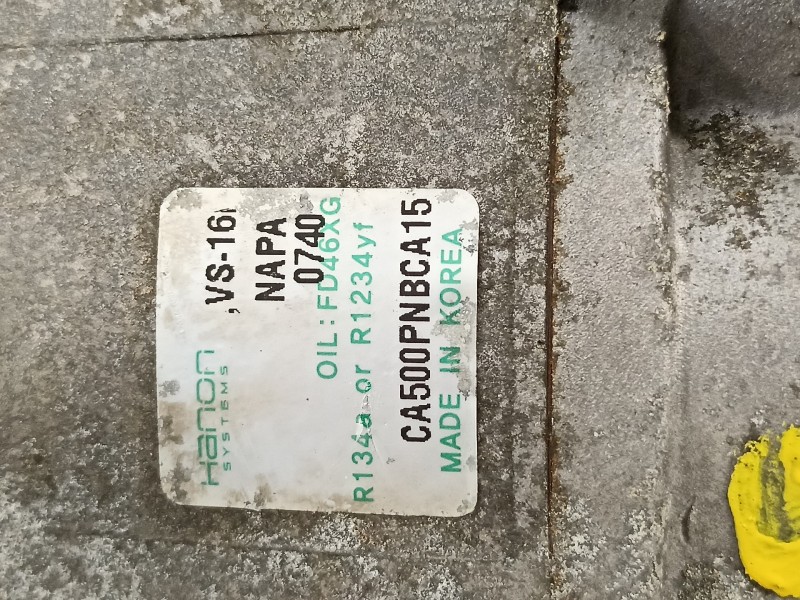 Hanon
SYSTEMS
,VS-16
NAPA
0740
OIL: FD46XG
R134a or R1234yf
CA500PNBCA15
MADE IN KOREA